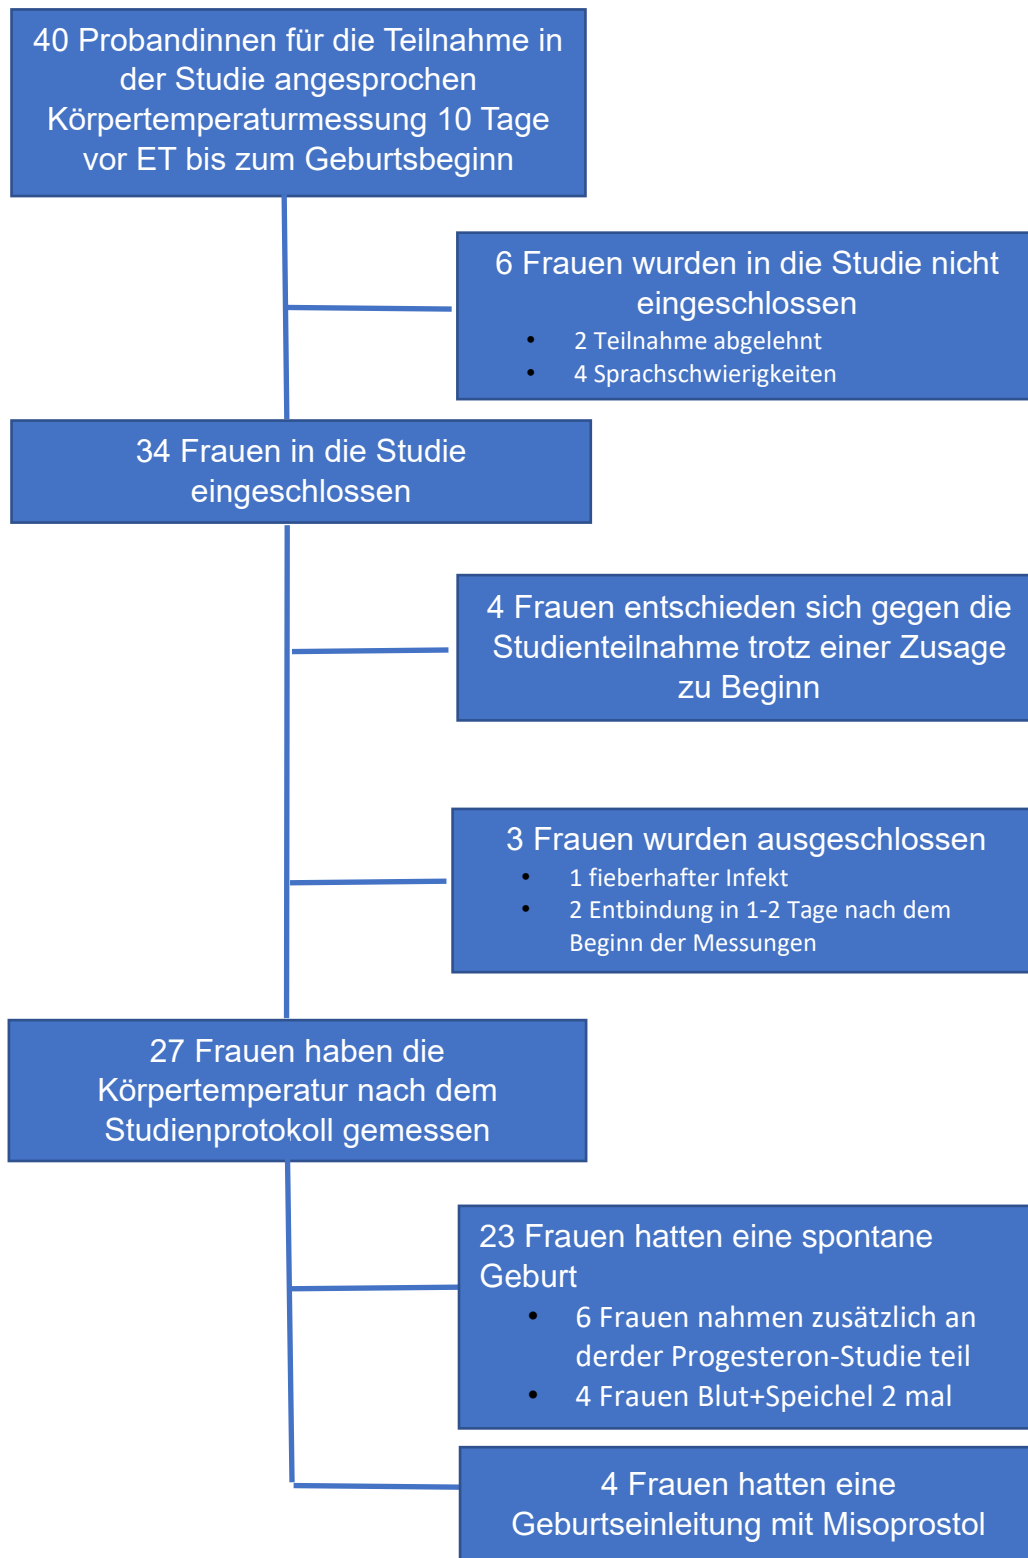 40 Probandinnen für die Teilnahme in
der Studie angesprochen
Körpertemperaturmessung 10 Tage
vor ET bis zum Geburtsbeginn
6 Frauen wurden in die Studie nicht
eingeschlossen
• 2 Teilnahme abgelehnt
• 4 Sprachschwierigkeiten
34 Frauen in die Studie
eingeschlossen
4 Frauen entschieden sich gegen die
Studienteilnahme trotz einer Zusage
zu Beginn
3 Frauen wurden ausgeschlossen
• 1 fieberhafter Infekt
• 2 Entbindung in 1-2 Tage nach dem
Beginn der Messungen
27 Frauen haben die
Körpertemperatur nach dem
Studienprotokoll gemessen
23 Frauen hatten eine spontane
Geburt
• 6 Frauen nahmen zusätzlich an
derder Progesteron-Studie teil
• 4 Frauen Blut+Speichel 2 mal
4 Frauen hatten eine
Geburtseinleitung mit Misoprostol